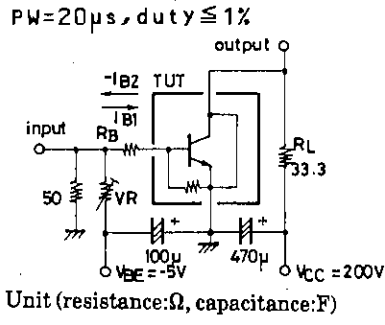 PW=20μs, duty≦1%
output
-IB2 TUT
IB1
input
RB
RL
33.3
50
VR
+
+
100μ
470μ
VBE=-5V
VCC=200V
Unit (resistance:Ω, capacitance:F)